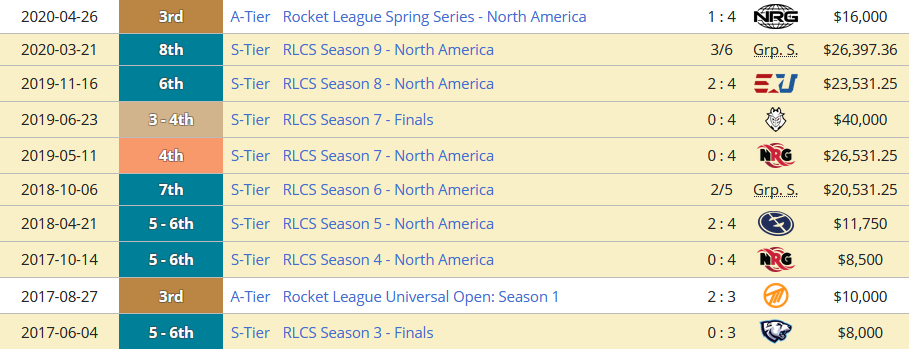 2020-04-26 3rd A-Tier Rocket League Spring Series - North America 1 : 4 NRG $16,000
2020-03-21 8th S-Tier RLCS Season 9 - North America 3/6 Grp. S. $26,397.36
2019-11-16 6th S-Tier RLCS Season 8 - North America 2 : 4 $23,531.25
2019-06-23 3 - 4th S-Tier RLCS Season 7 - Finals 0 : 4 $40,000
2019-05-11 4th S-Tier RLCS Season 7 - North America 0 : 4 NRG $26,531.25
2018-10-06 7th S-Tier RLCS Season 6 - North America 2/5 Grp. S. $20,531.25
2018-04-21 5 - 6th S-Tier RLCS Season 5 - North America 2 : 4 $11,750
2017-10-14 5 - 6th S-Tier RLCS Season 4 - North America 0 : 4 NRG $8,500
2017-08-27 3rd A-Tier Rocket League Universal Open: Season 1 2 : 3 $10,000
2017-06-04 5 - 6th S-Tier RLCS Season 3 - Finals 0 : 3 $8,000